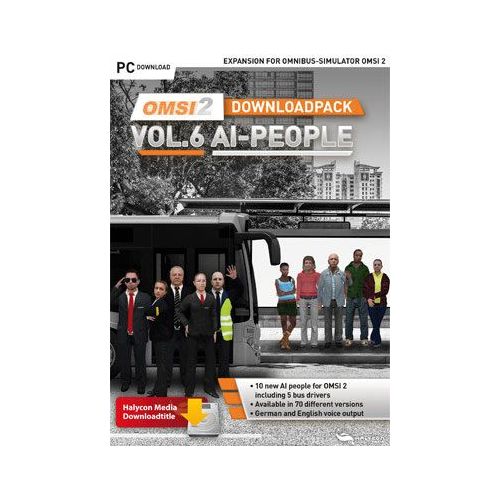 PC DOWNLOAD
EXPANSION FOR OMNIBUS-SIMULATOR OMSI 2
OMSI 2 DOWNLOADPACK
VOL.6 AI-PEOPLE
• 10 new AI people for OMSI 2
including 5 bus drivers
• Available in 70 different versions
• German and English voice output
Halycon Media
Downloadtitle